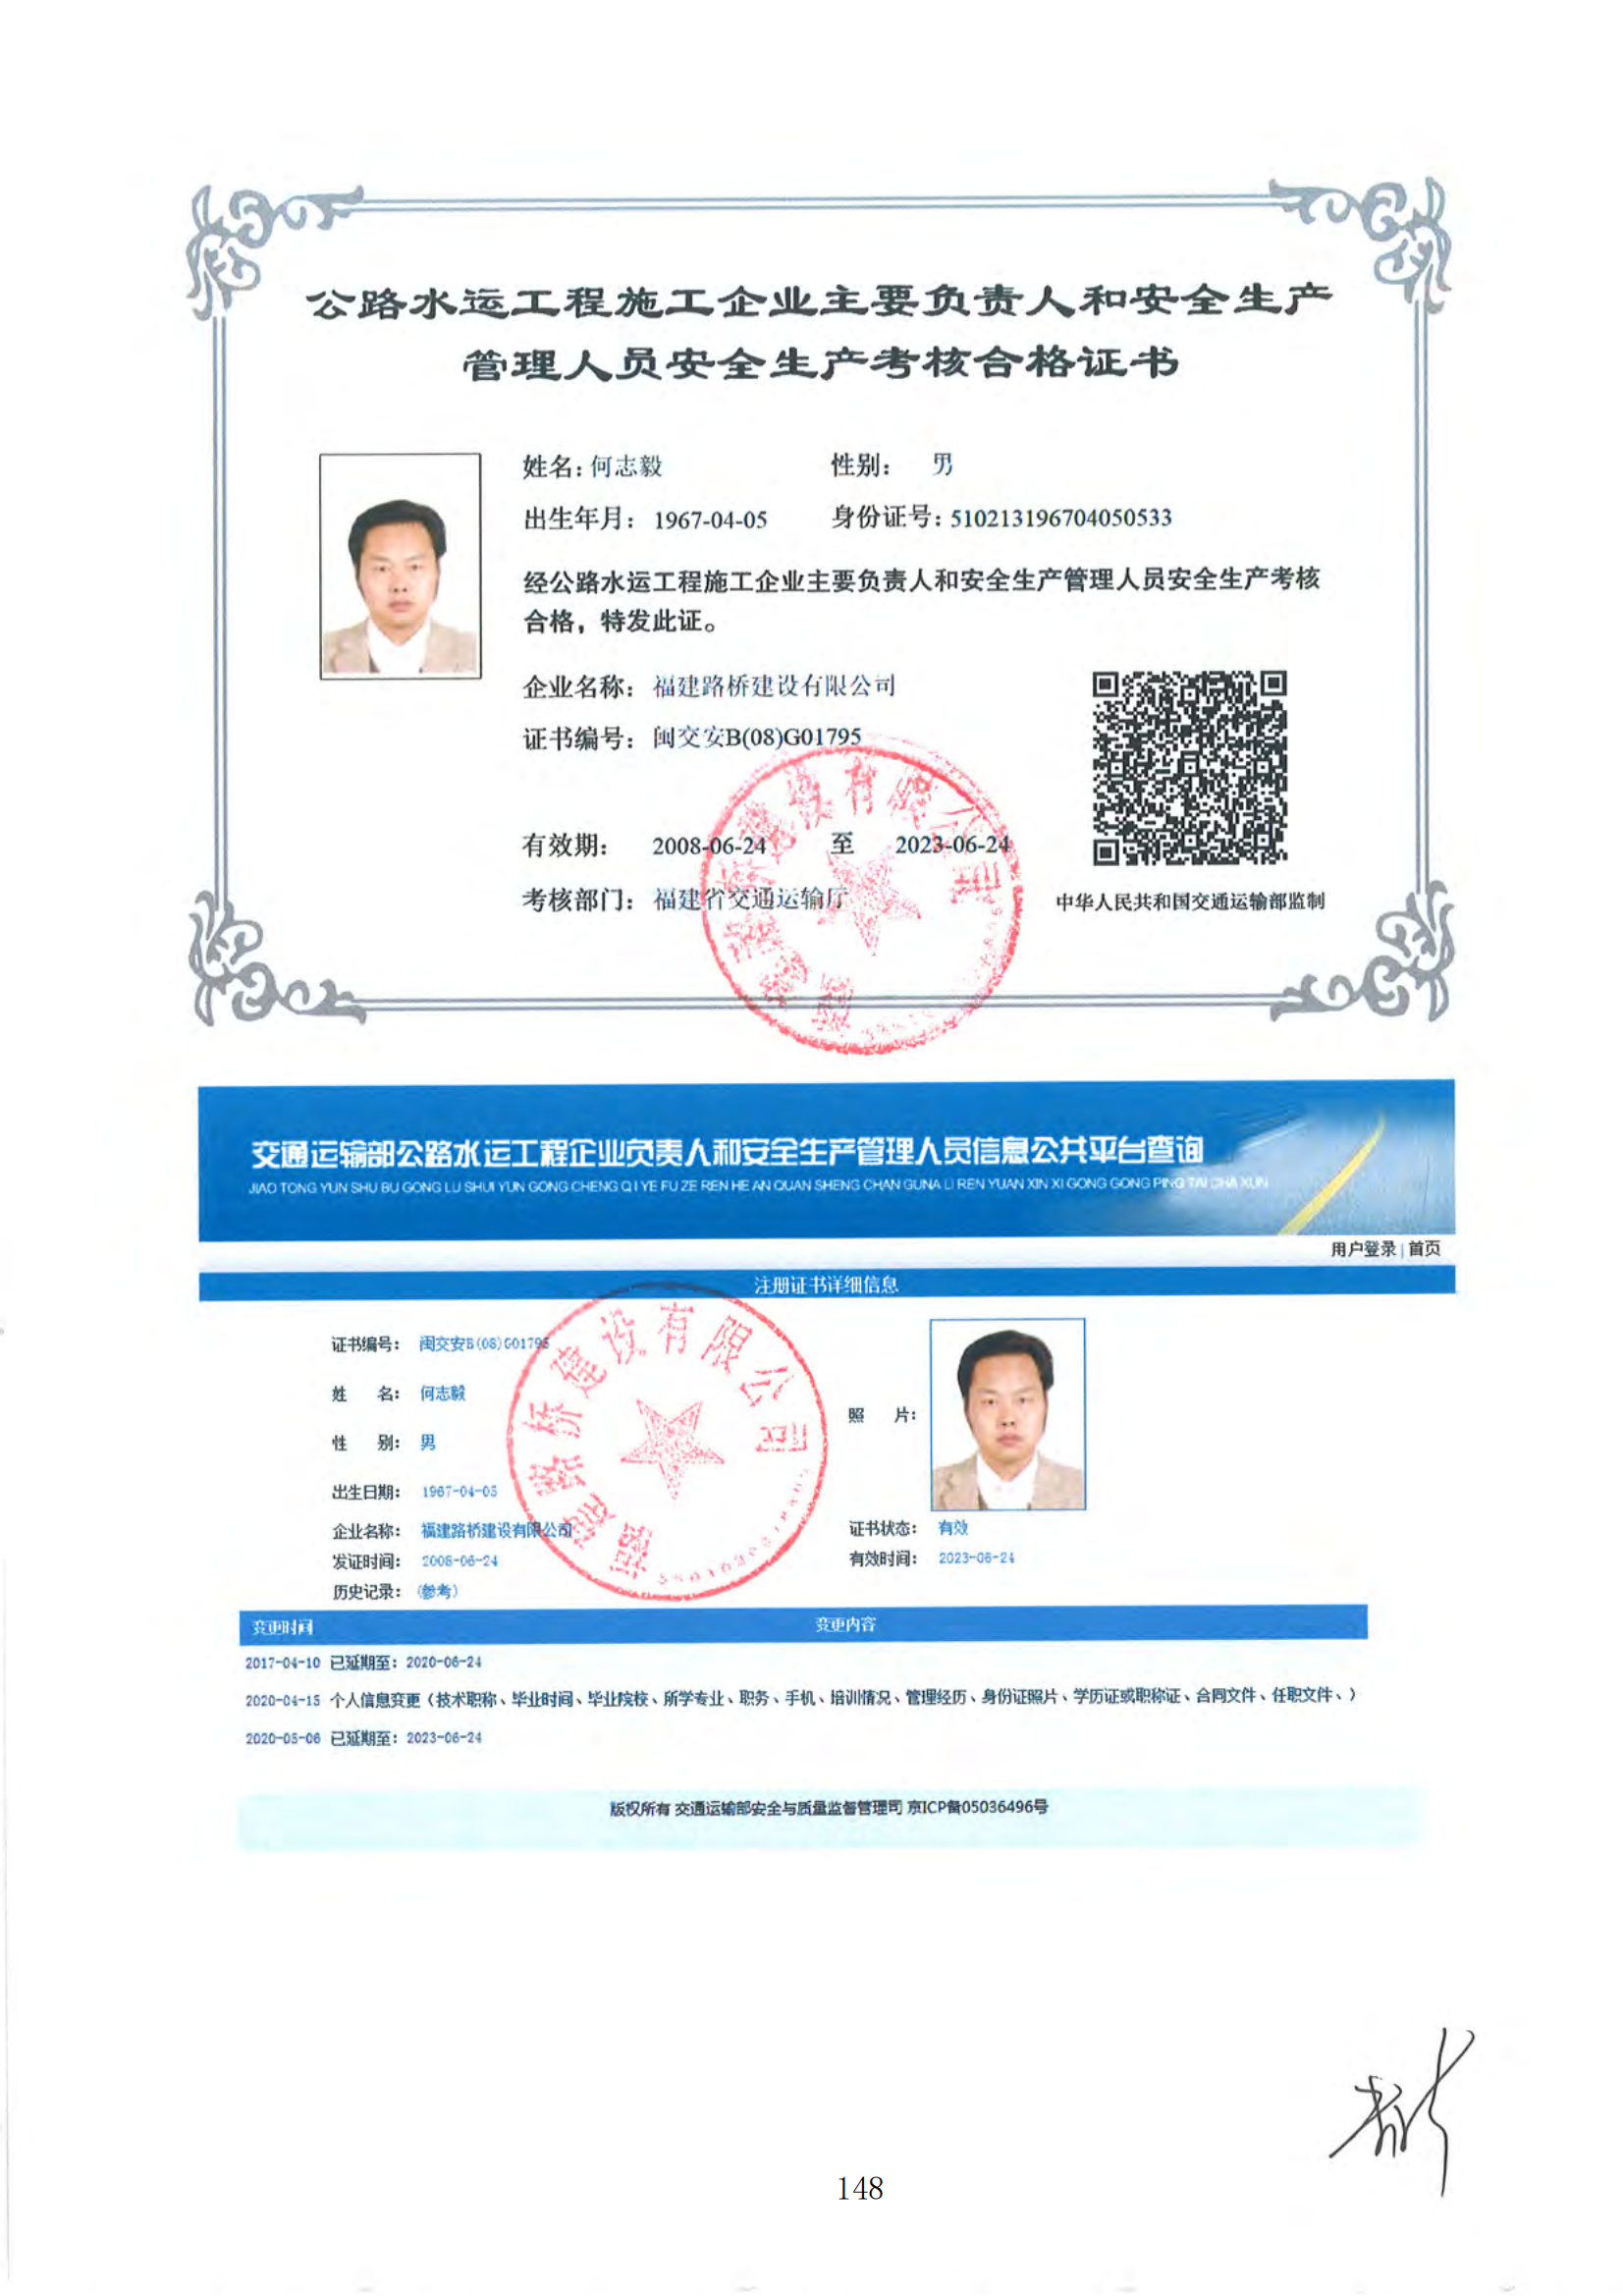 公路水运工程施工企业主要负责人和安全生产
管理人员安全生产考核合格证书
姓名: 何志毅 性别： 男
出生年月： 1967-04-05 身份证号: 510213196704050533
经公路水运工程施工企业主要负责人和安全生产管理人员安全生产考核
合格，特发此证。
企业名称： 福建路桥建设有限公司
证书编号： 闽交安B(08)G01795
有效期： 2008-06-24 至 2023-06-24
考核部门： 福建省交通运输厅
中华人民共和国交通运输部监制
交通运输部公路水运工程企业负责人和安全生产管理人员信息公共平台查询
JIAO TONG YUN SHU BU GONG LU SHUI YUN GONG CHENG QI YE FU ZE REN HE AN QUAN SHENG CHAN GUNA LI REN YUAN XIN XI GONG GONG PING TAI CHA XUN
用户登录 | 首页
注册证书详细信息
证书编号： 闽交安B(08)G01795
姓 名： 何志毅
性 别： 男
照 片：
出生日期： 1967-04-05
企业名称： 福建路桥建设有限公司
证书状态： 有效
发证时间： 2008-06-24
有效时间： 2023-06-24
历史记录： (参考)
福建路桥建设有限公司
变更时间 变更内容
2017-04-10 已延期至：2020-06-24
2020-04-15 个人信息变更（技术职称、毕业时间、毕业院校、所学专业、职务、手机、培训情况、管理经历、身份证照片、学历证或职称证、合同文件、任职文件、）
2020-05-06 已延期至：2023-06-24
版权所有 交通运输部安全与质量监督管理司 京ICP备05036496号
148